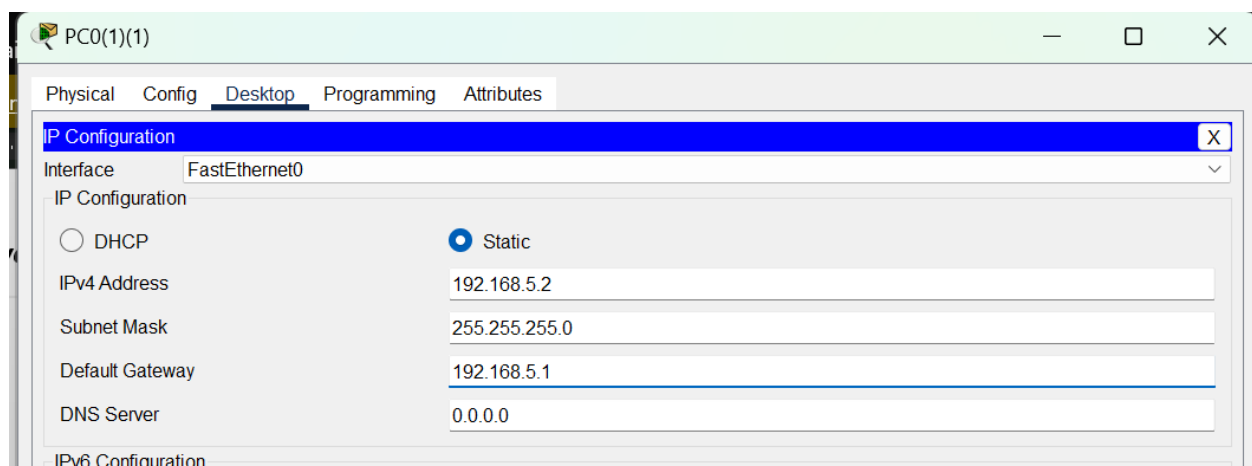 PC0(1)(1)
Physical Config Desktop Programming Attributes
IP Configuration X
Interface FastEthernet0
IP Configuration
DHCP Static
IPv4 Address 192.168.5.2
Subnet Mask 255.255.255.0
Default Gateway 192.168.5.1
DNS Server 0.0.0.0
IPv6 Configuration